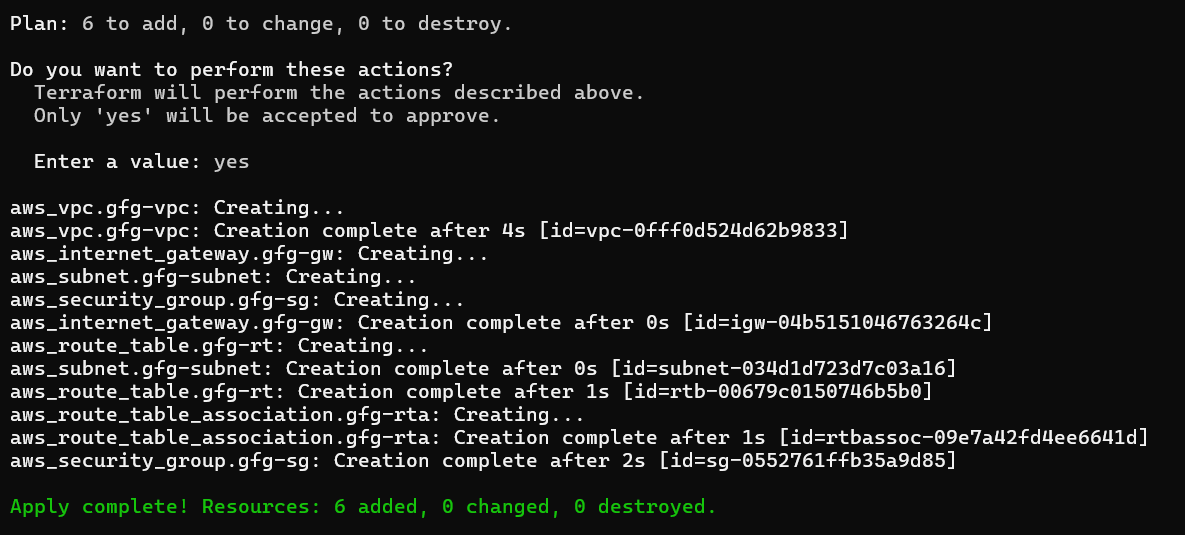 Plan: 6 to add, 0 to change, 0 to destroy.
Do you want to perform these actions?
Terraform will perform the actions described above.
Only 'yes' will be accepted to approve.
Enter a value: yes
aws_vpc.gfg-vpc: Creating...
aws_vpc.gfg-vpc: Creation complete after 4s [id=vpc-0fff0d524d62b9833]
aws_internet_gateway.gfg-gw: Creating...
aws_subnet.gfg-subnet: Creating...
aws_security_group.gfg-sg: Creating...
aws_internet_gateway.gfg-gw: Creation complete after 0s [id=igw-04b5151046763264c]
aws_route_table.gfg-rt: Creating...
aws_subnet.gfg-subnet: Creation complete after 0s [id=subnet-034d1d723d7c03a16]
aws_route_table.gfg-rt: Creation complete after 1s [id=rtb-00679c0150746b5b0]
aws_route_table_association.gfg-rta: Creating...
aws_route_table_association.gfg-rta: Creation complete after 1s [id=rtbassoc-09e7a42fd4ee6641d]
aws_security_group.gfg-sg: Creation complete after 2s [id=sg-0552761ffb35a9d85]
Apply complete! Resources: 6 added, 0 changed, 0 destroyed.